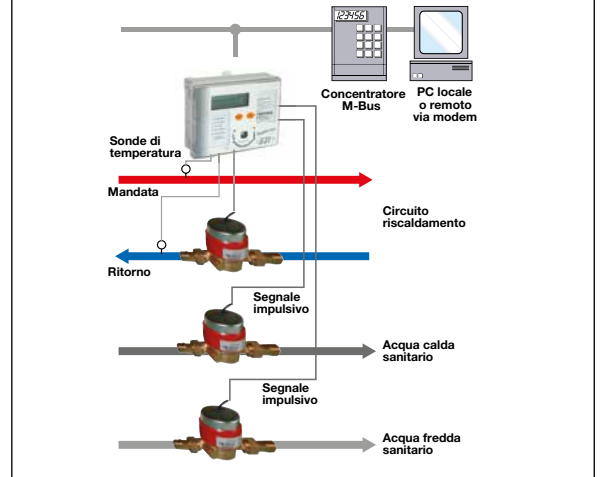 123456
Concentratore
M-Bus
PC locale
o remoto
via modem
Sonde di
temperatura
Mandata
Circuito
riscaldamento
Ritorno
Segnale
impulsivo
Acqua calda
sanitario
Segnale
impulsivo
Acqua fredda
sanitario